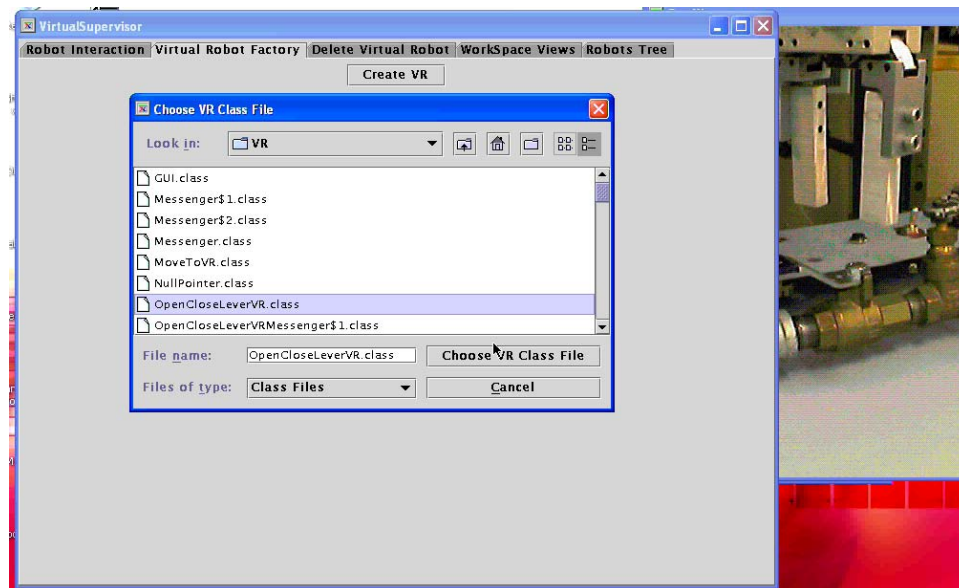 VirtualSupervisor
Robot Interaction Virtual Robot Factory Delete Virtual Robot WorkSpace Views Robots Tree
Create VR
Choose VR Class File
Look in: VR
GUI.class
Messenger$1.class
Messenger$2.class
Messenger.class
MoveToVR.class
NullPointer.class
OpenCloseLeverVR.class
OpenCloseLeverVRMessenger$1.class
File name: OpenCloseLeverVR.class Choose VR Class File
Files of type: Class Files Cancel